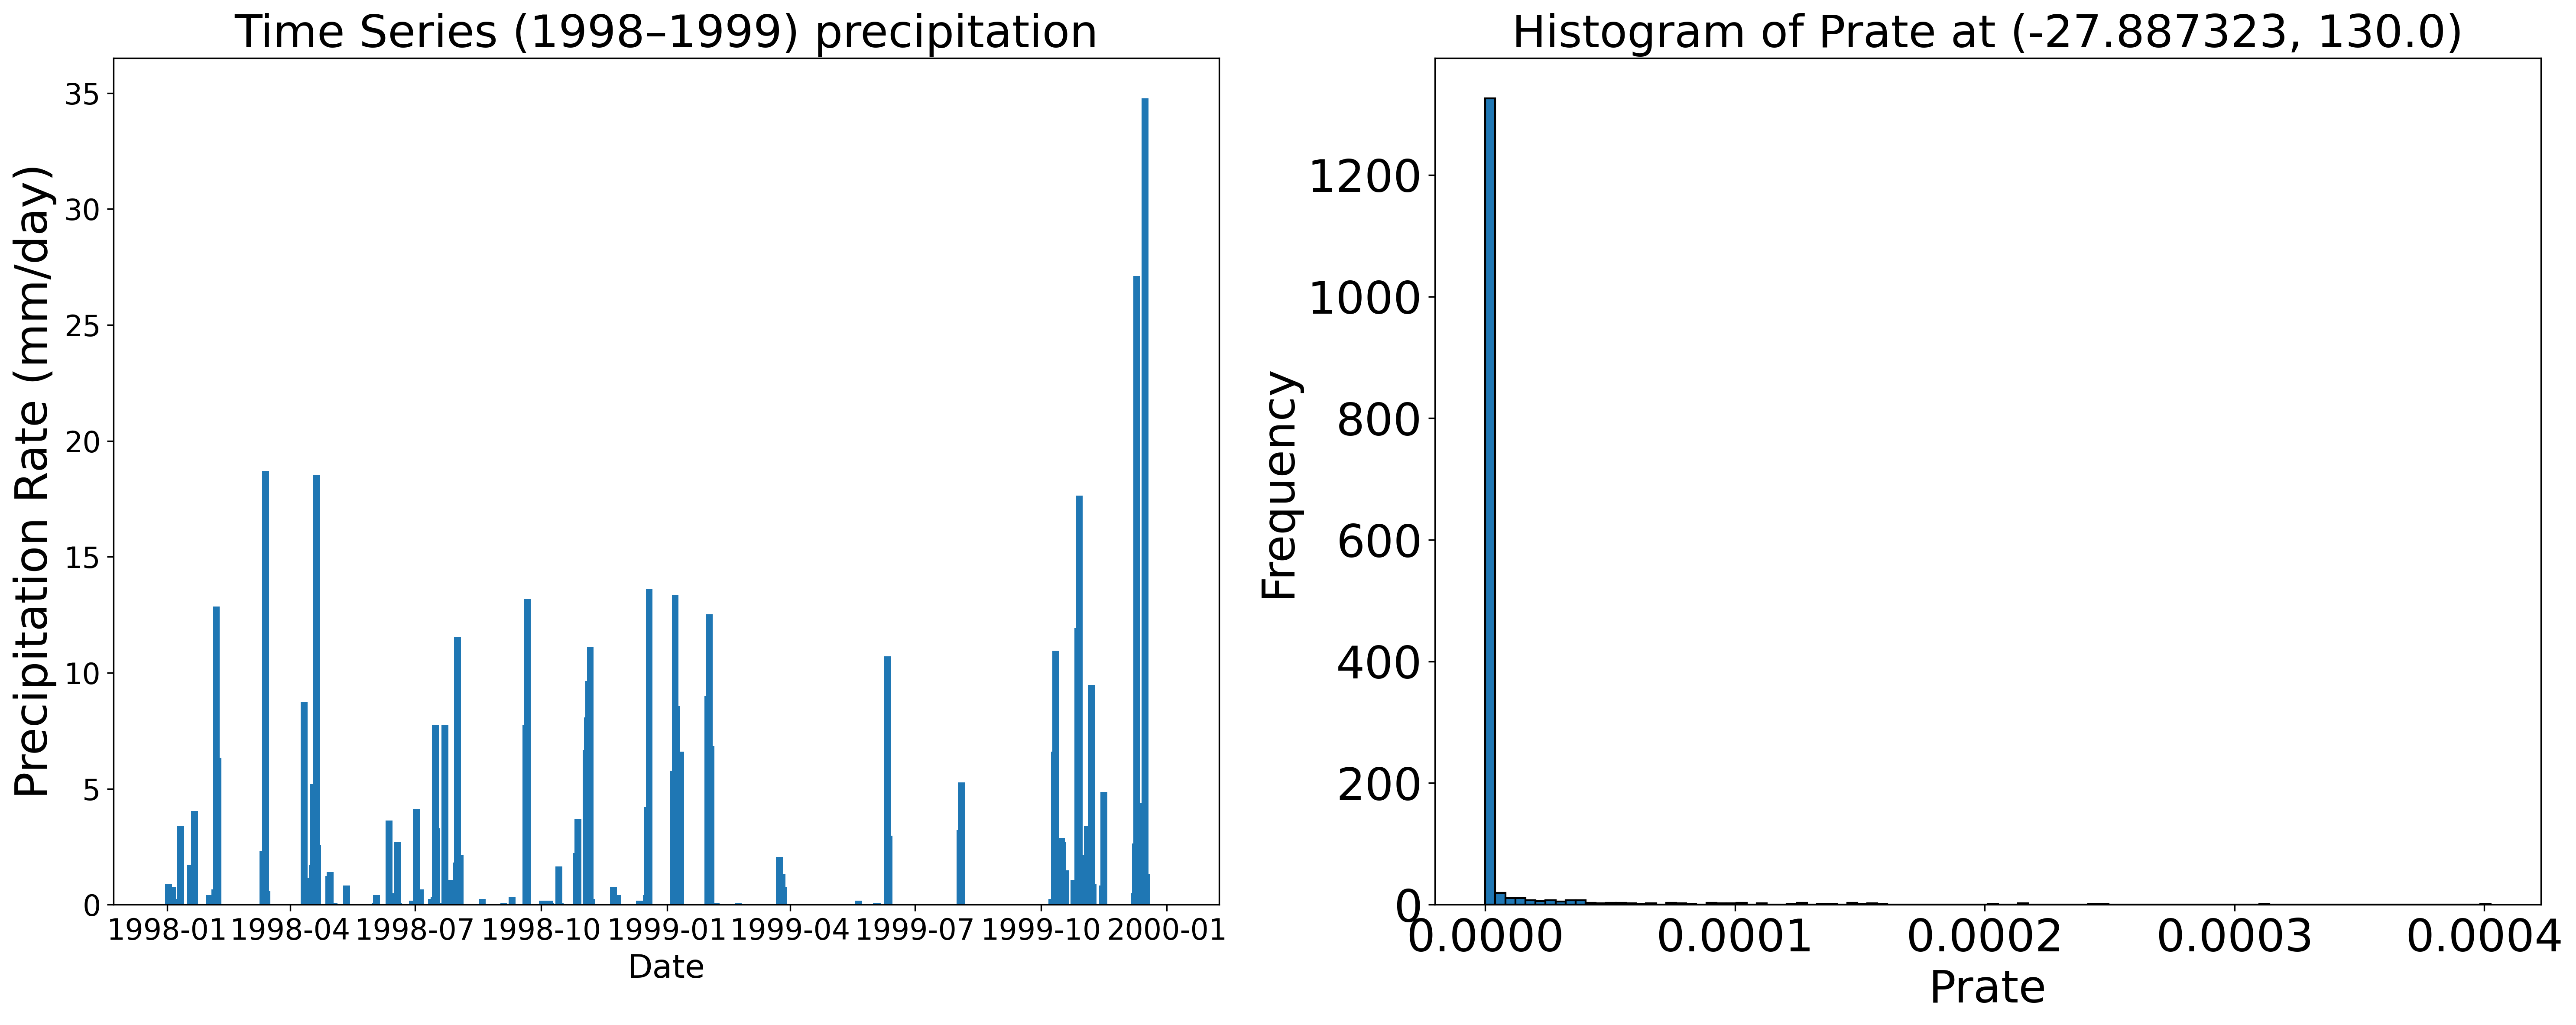 Time Series (1998–1999) precipitation
Precipitation Rate (mm/day)
35
30
25
20
15
10
5
0
1998-01 1998-04 1998-07 1998-10 1999-01 1999-04 1999-07 1999-10 2000-01
Date
Histogram of Prate at (-27.887323, 130.0)
Frequency
1200
1000
800
600
400
200
0
0.0000 0.0001 0.0002 0.0003 0.0004
Prate